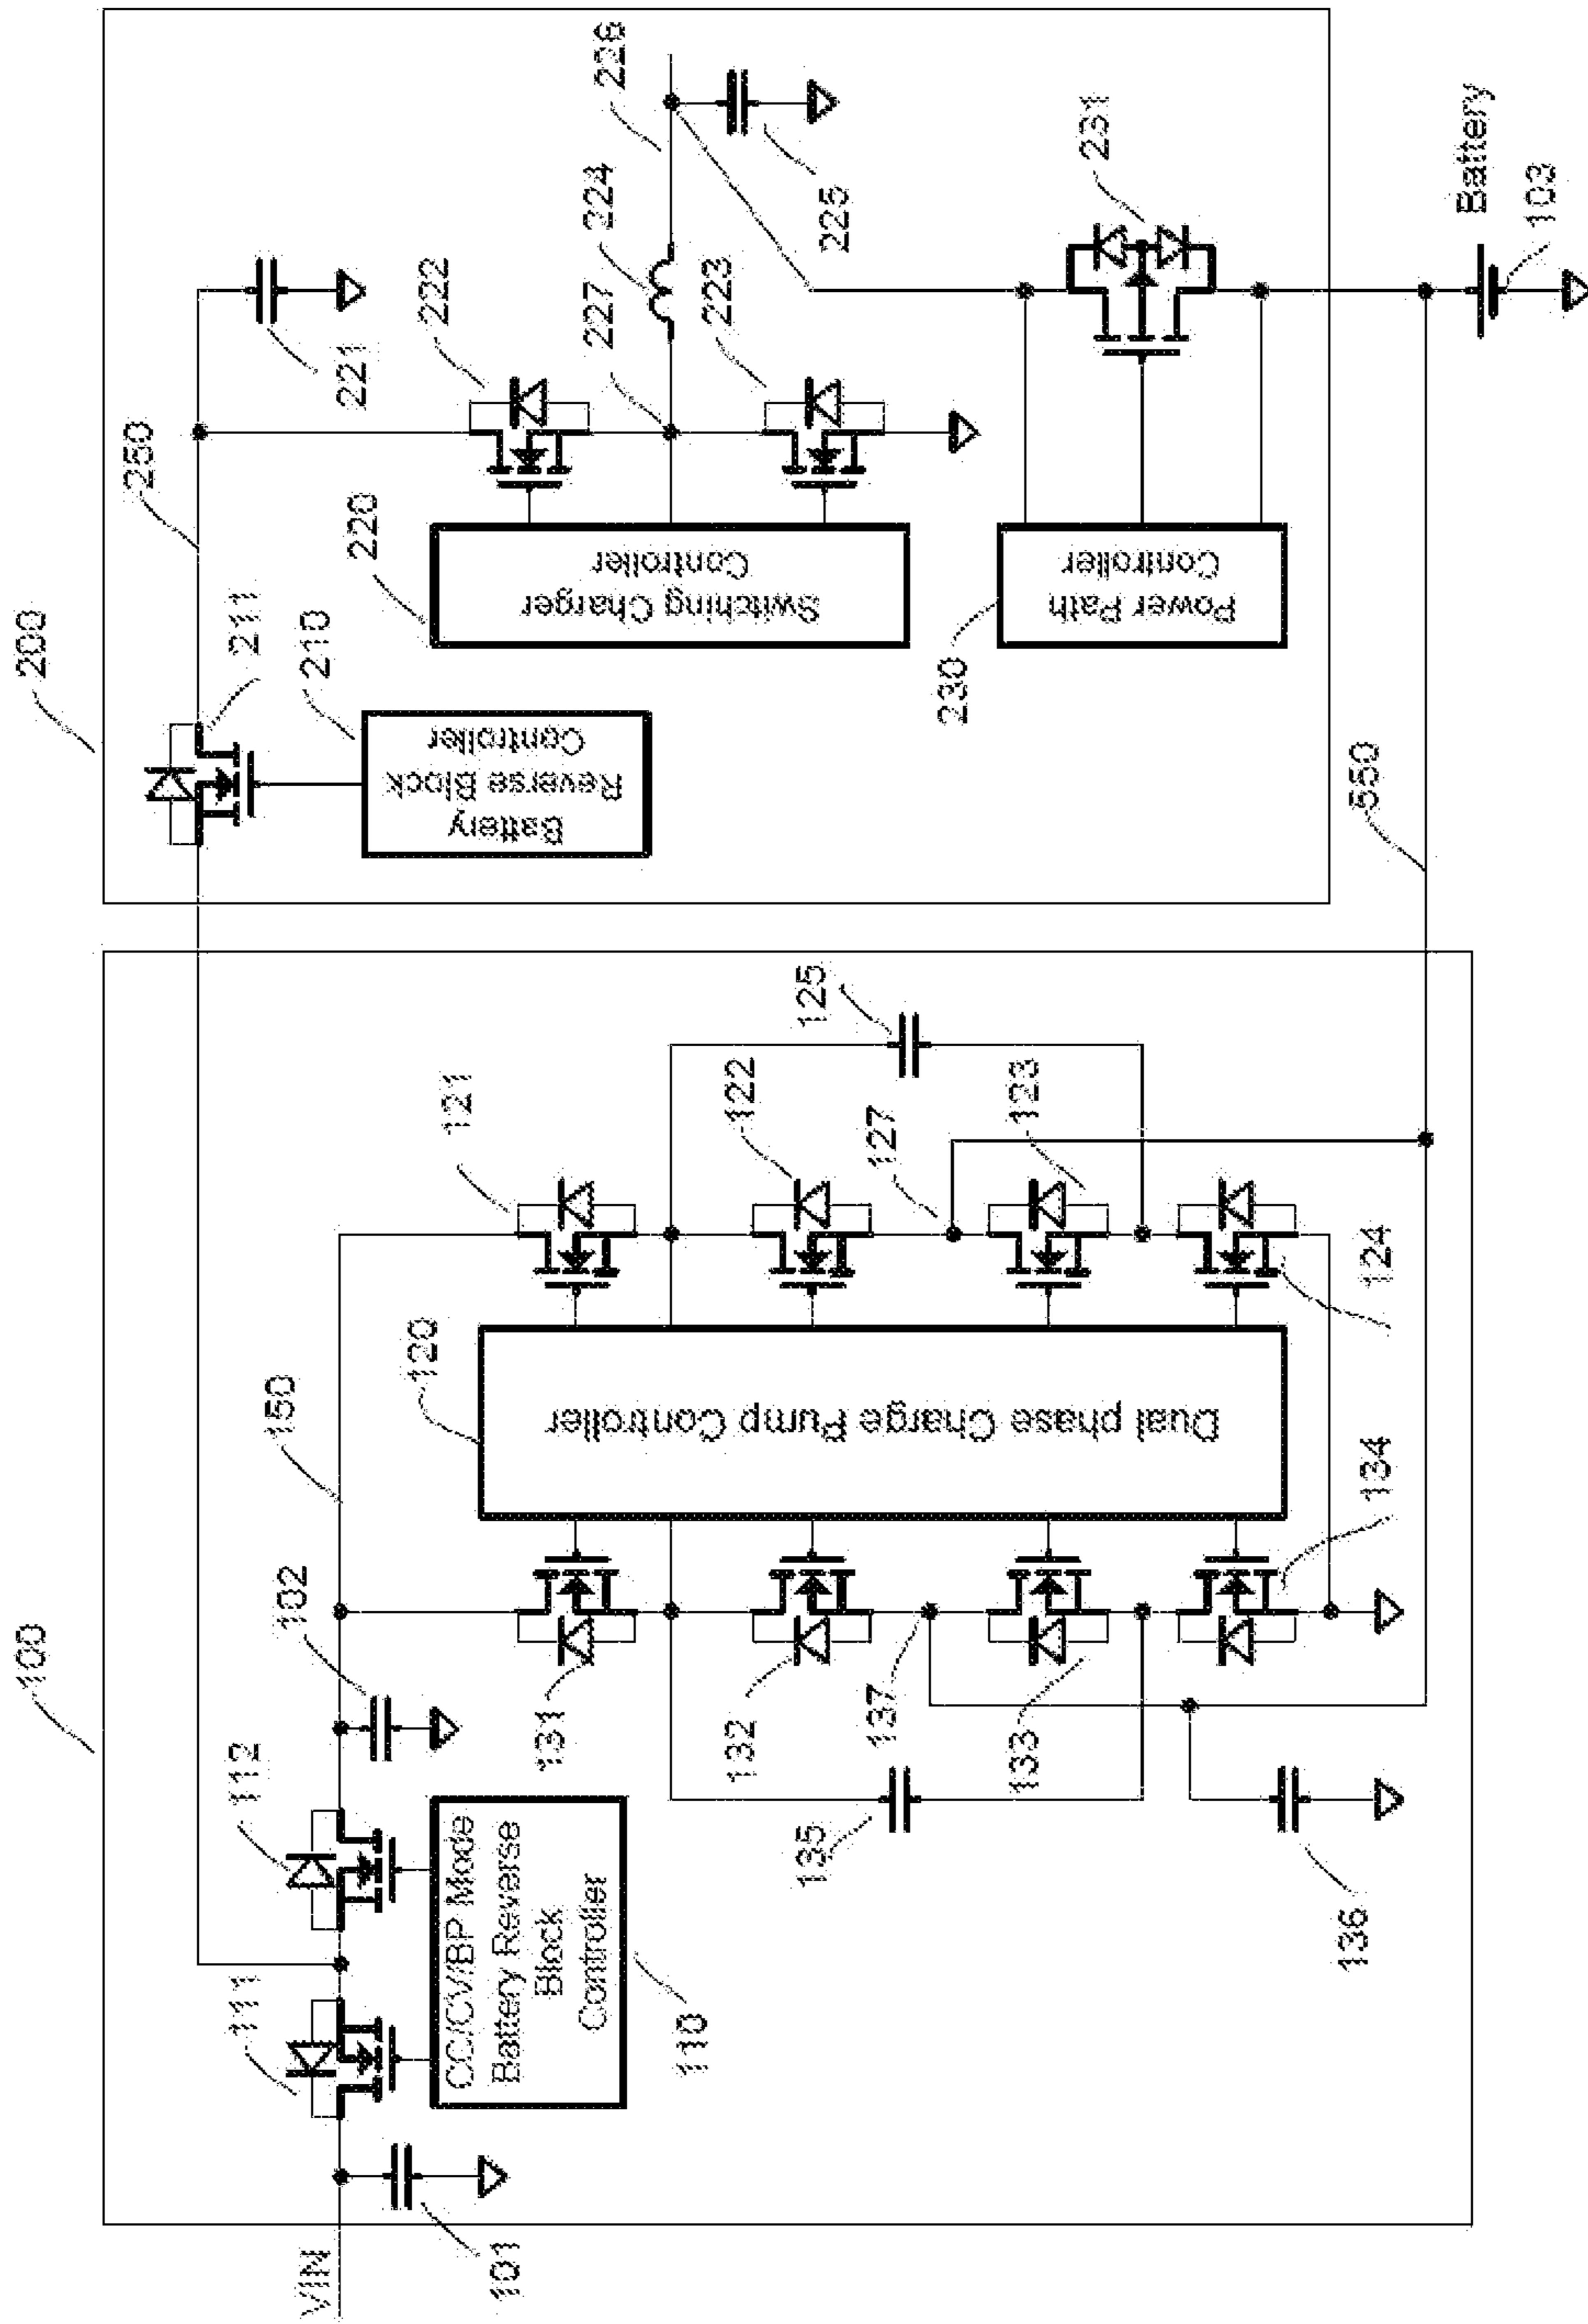 100
200
VIN
101
111
112
102
150
CC/CV/BP Mode
Battery Reverse
Block
Controller
110
131
132
137
133
134
135
136
120
Dual phase Charge Pump Controller
121
122
127
123
124
125
211
250
210
Battery
Reverse Block
Controller
221
220
Switching Charger
Controller
222
227
224
223
226
225
230
Power Path
Controller
231
550
Battery
103